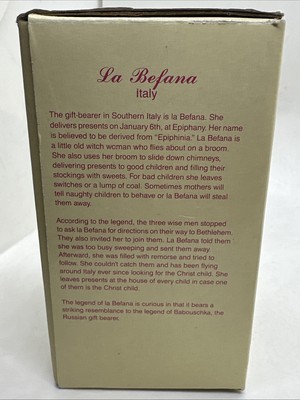 La Befana
italy
The gift-bearer in Southern Italy is la Befana. She
delivers presents on January 6th, at Epiphany. Her name
is believed to be derived from "Epiphinia." La Befana is
a little old witch woman who flies about on a broom.
She also uses her broom to slide down chimneys,
delivering presents to good children and filling their
stockings with sweets. For bad children she leaves
switches or a lump of coal. Sometimes mothers will
tell naughty children to behave or la Befana will steal
them away.
According to the legend, the three wise men stopped
to ask la Befana for directions on their way to Bethlehem.
They also invited her to join them. La Befana told them
she was too busy sweeping and sent them away.
Afterward, she was filled with remorse and tried to
follow. She couldn't catch them and has been flying
around Italy ever since looking for the Christ child. She
leaves presents at the house of every child in case one
of them is the Christ child.
The legend of la Befana is curious in that it bears a
striking resemblance to the legend of Babouschka, the
Russian gift bearer.